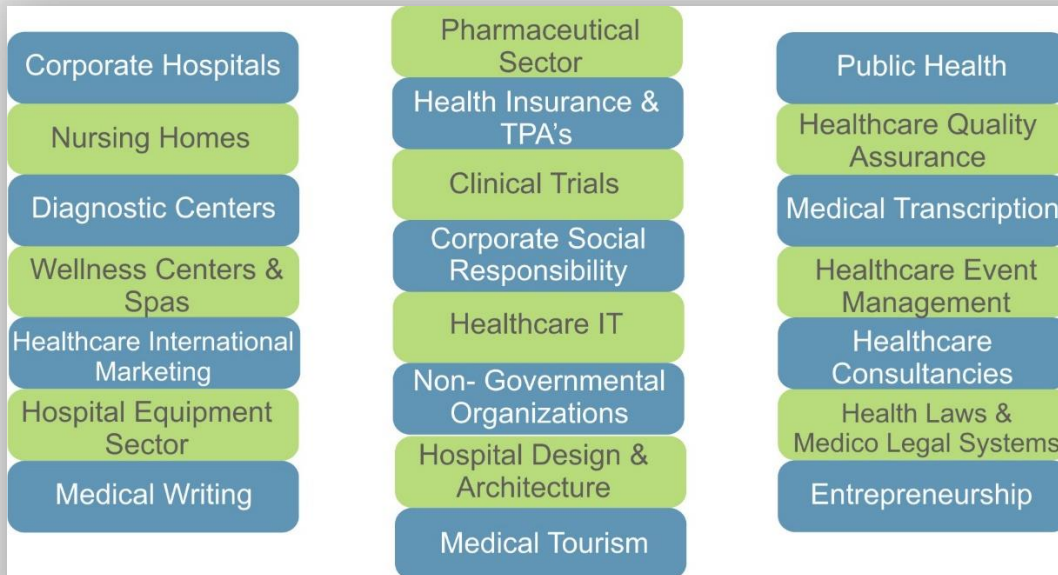 Corporate Hospitals
Nursing Homes
Diagnostic Centers
Wellness Centers &
Spas
Healthcare International
Marketing
Hospital Equipment
Sector
Medical Writing
Pharmaceutical
Sector
Health Insurance &
TPA’s
Clinical Trials
Corporate Social
Responsibility
Healthcare IT
Non- Governmental
Organizations
Hospital Design &
Architecture
Medical Tourism
Public Health
Healthcare Quality
Assurance
Medical Transcription
Healthcare Event
Management
Healthcare
Consultancies
Health Laws &
Medico Legal Systems
Entrepreneurship